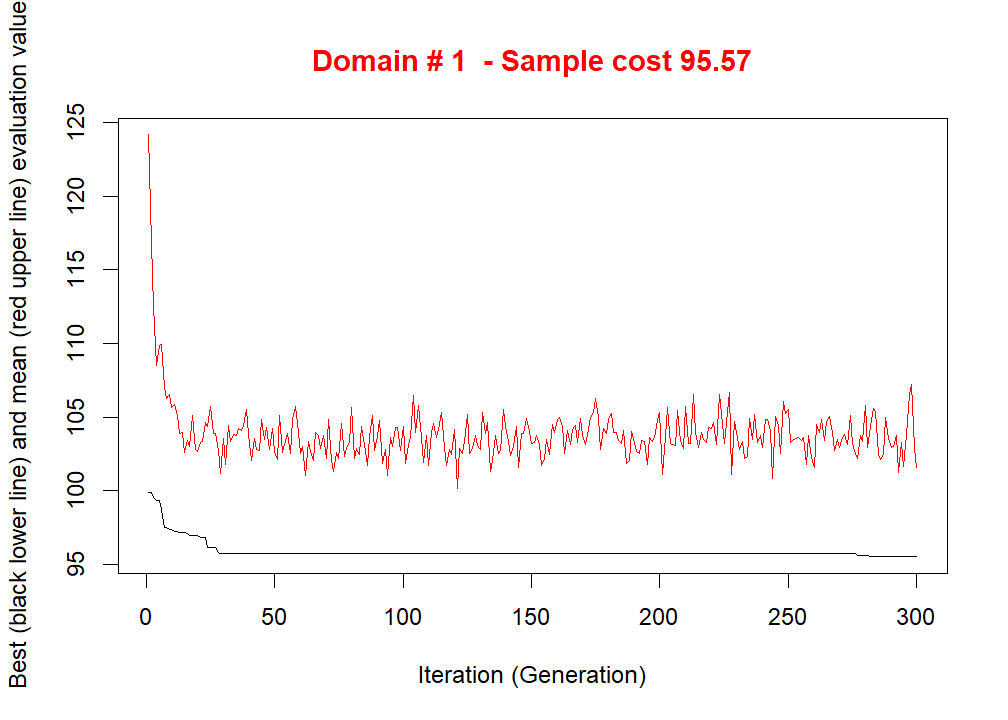 Domain # 1  - Sample cost 95.57
Best (black lower line) and mean (red upper line) evaluation value
125
120
115
110
105
100
95
0 50 100 150 200 250 300
Iteration (Generation)